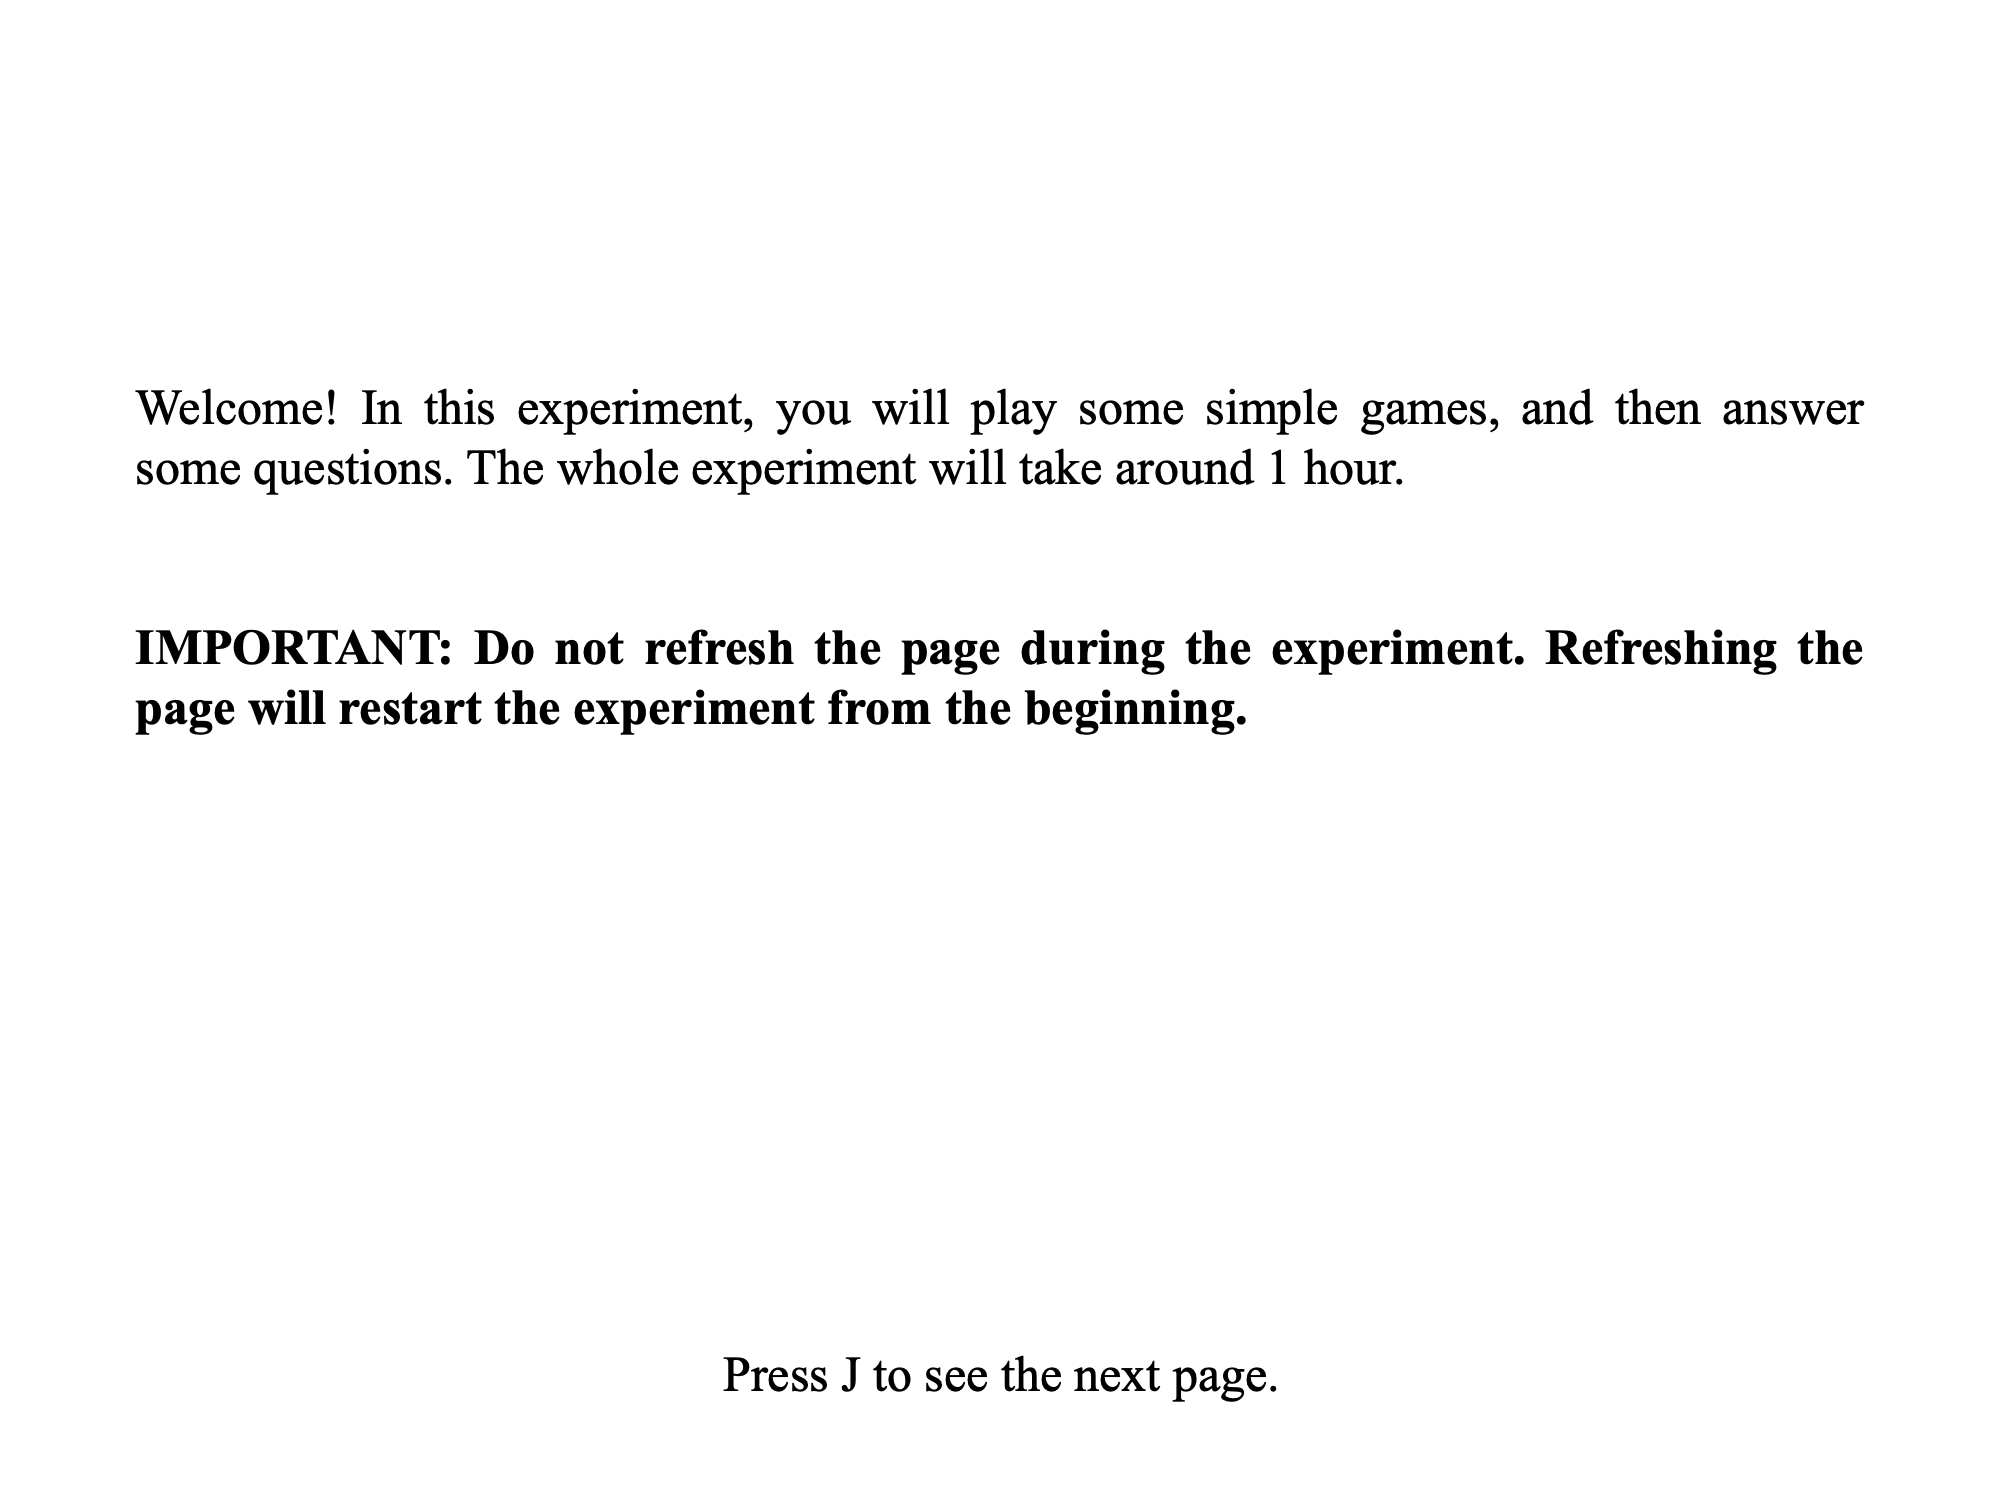 Welcome! In this experiment, you will play some simple games, and then answer
some questions. The whole experiment will take around 1 hour.
IMPORTANT: Do not refresh the page during the experiment. Refreshing the
page will restart the experiment from the beginning.
Press J to see the next page.